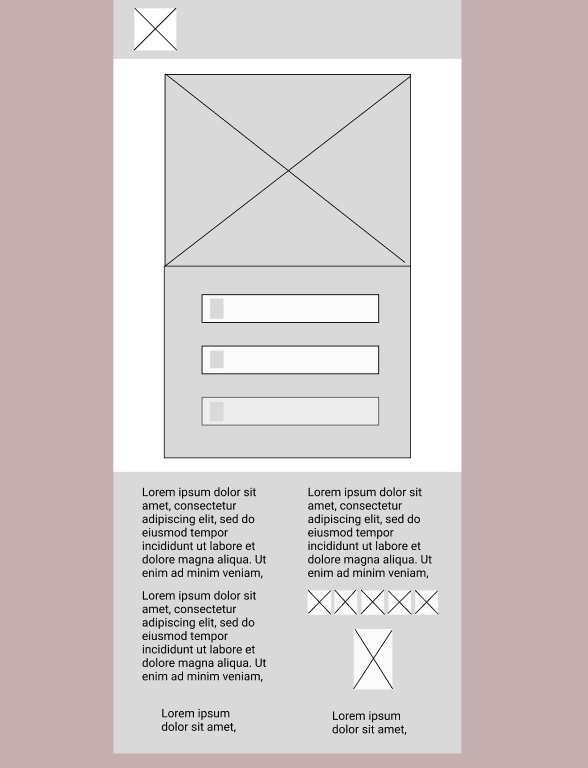 Lorem ipsum dolor sit
amet, consectetur
adipiscing elit, sed do
eiusmod tempor
incididunt ut labore et
dolore magna aliqua. Ut
enim ad minim veniam,
Lorem ipsum dolor sit
amet, consectetur
adipiscing elit, sed do
eiusmod tempor
incididunt ut labore et
dolore magna aliqua. Ut
enim ad minim veniam,
Lorem ipsum
dolor sit amet,
Lorem ipsum dolor sit
amet, consectetur
adipiscing elit, sed do
eiusmod tempor
incididunt ut labore et
dolore magna aliqua. Ut
enim ad minim veniam,
Lorem ipsum
dolor sit amet,